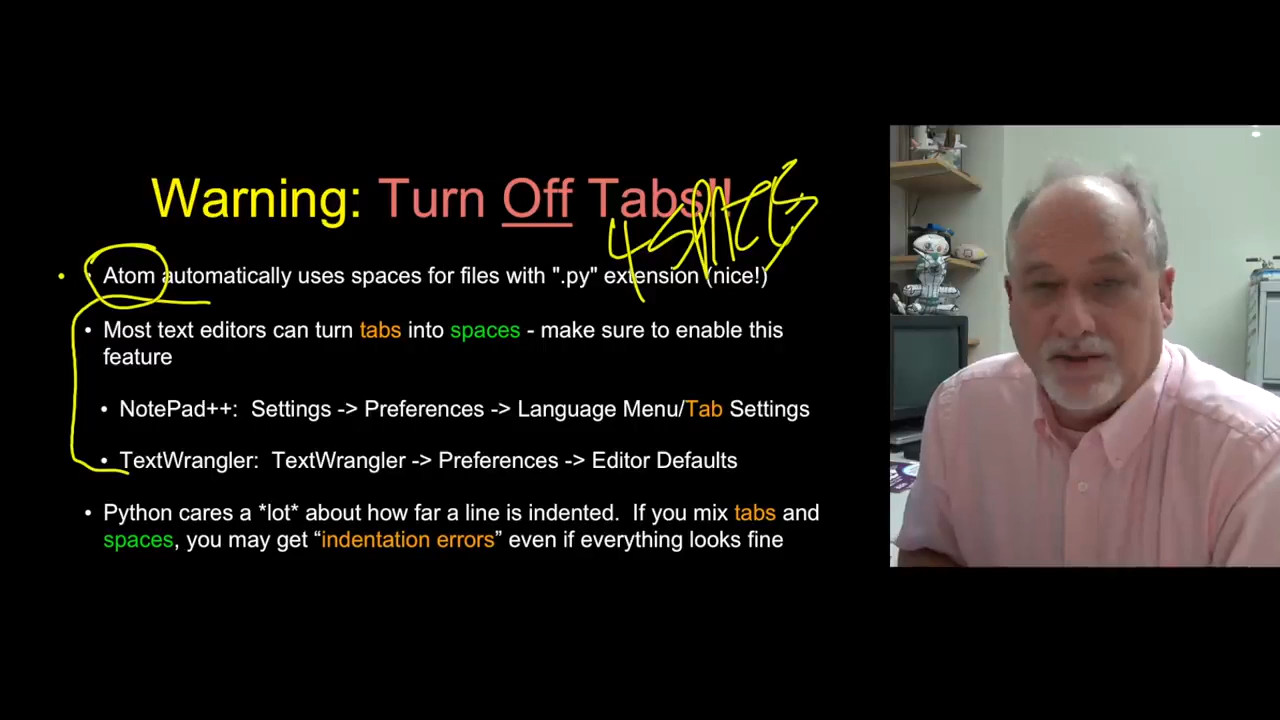 Warning: Turn Off Tabs!!
4 spaces
• Atom automatically uses spaces for files with ".py" extension (nice!)
• Most text editors can turn tabs into spaces - make sure to enable this
feature
• NotePad++: Settings -> Preferences -> Language Menu/Tab Settings
• TextWrangler: TextWrangler -> Preferences -> Editor Defaults
• Python cares a *lot* about how far a line is indented. If you mix tabs and
spaces, you may get “indentation errors” even if everything looks fine